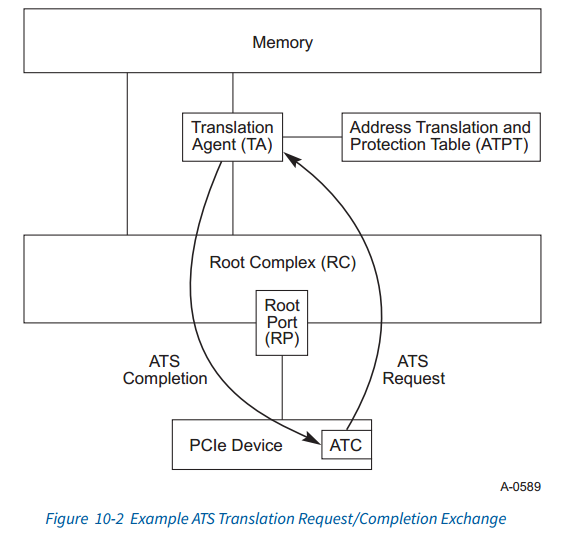 Memory
Translation
Agent (TA)
Address Translation and
Protection Table (ATPT)
Root Complex (RC)
Root
Port
(RP)
ATS
Completion
ATS
Request
PCIe Device
ATC
A-0589
Figure 10-2 Example ATS Translation Request/Completion Exchange